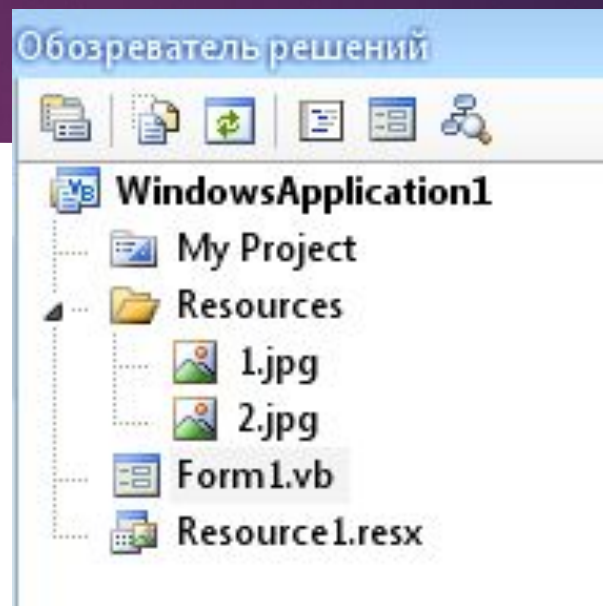 Обозреватель решений
WindowsApplication1
My Project
Resources
1.jpg
2.jpg
Form1.vb
Resource1.resx